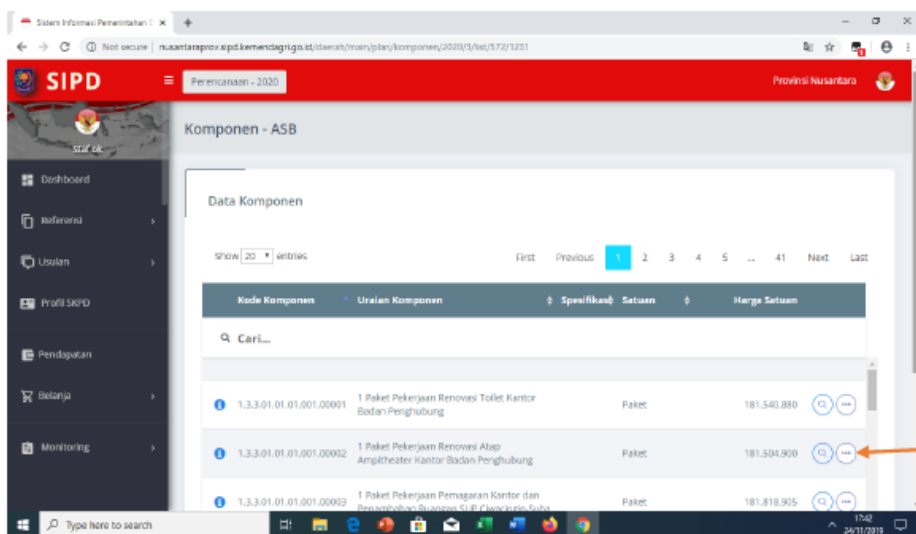 Sistem Informasi Pemerintahan D
Not secure | nusantaraprov.sipd.kemendagri.go.id/daerah/main/plan/komponen/2020/3/list/572/1231
SIPD
Perencanaan - 2020
Provinsi Nusantara
Komponen - ASB
Dashboard
Referensi
Usulan
Profil SKPD
Pendapatan
Belanja
Monitoring
Data Komponen
Show 20 entries
First Previous 1 2 3 4 5 ... 41 Next Last
Kode Komponen Uraian Komponen Spesifikasi Satuan Harga Satuan
Cari...
1.3.3.01.01.01.001.00001 1 Paket Pekerjaan Renovasi Toilet Kantor Paket 181.540.880
Badan Penghubung
1.3.3.01.01.01.001.00002 1 Paket Pekerjaan Renovasi Atap Paket 181.504.900
Ampitheater Kantor Badan Penghubung
1.3.3.01.01.01.001.00003 1 Paket Pekerjaan Pemagaran Kantor dan Paket 181.818.905
Penambahan Ruangan SUP
Type here to search
17:42
24/11/2019